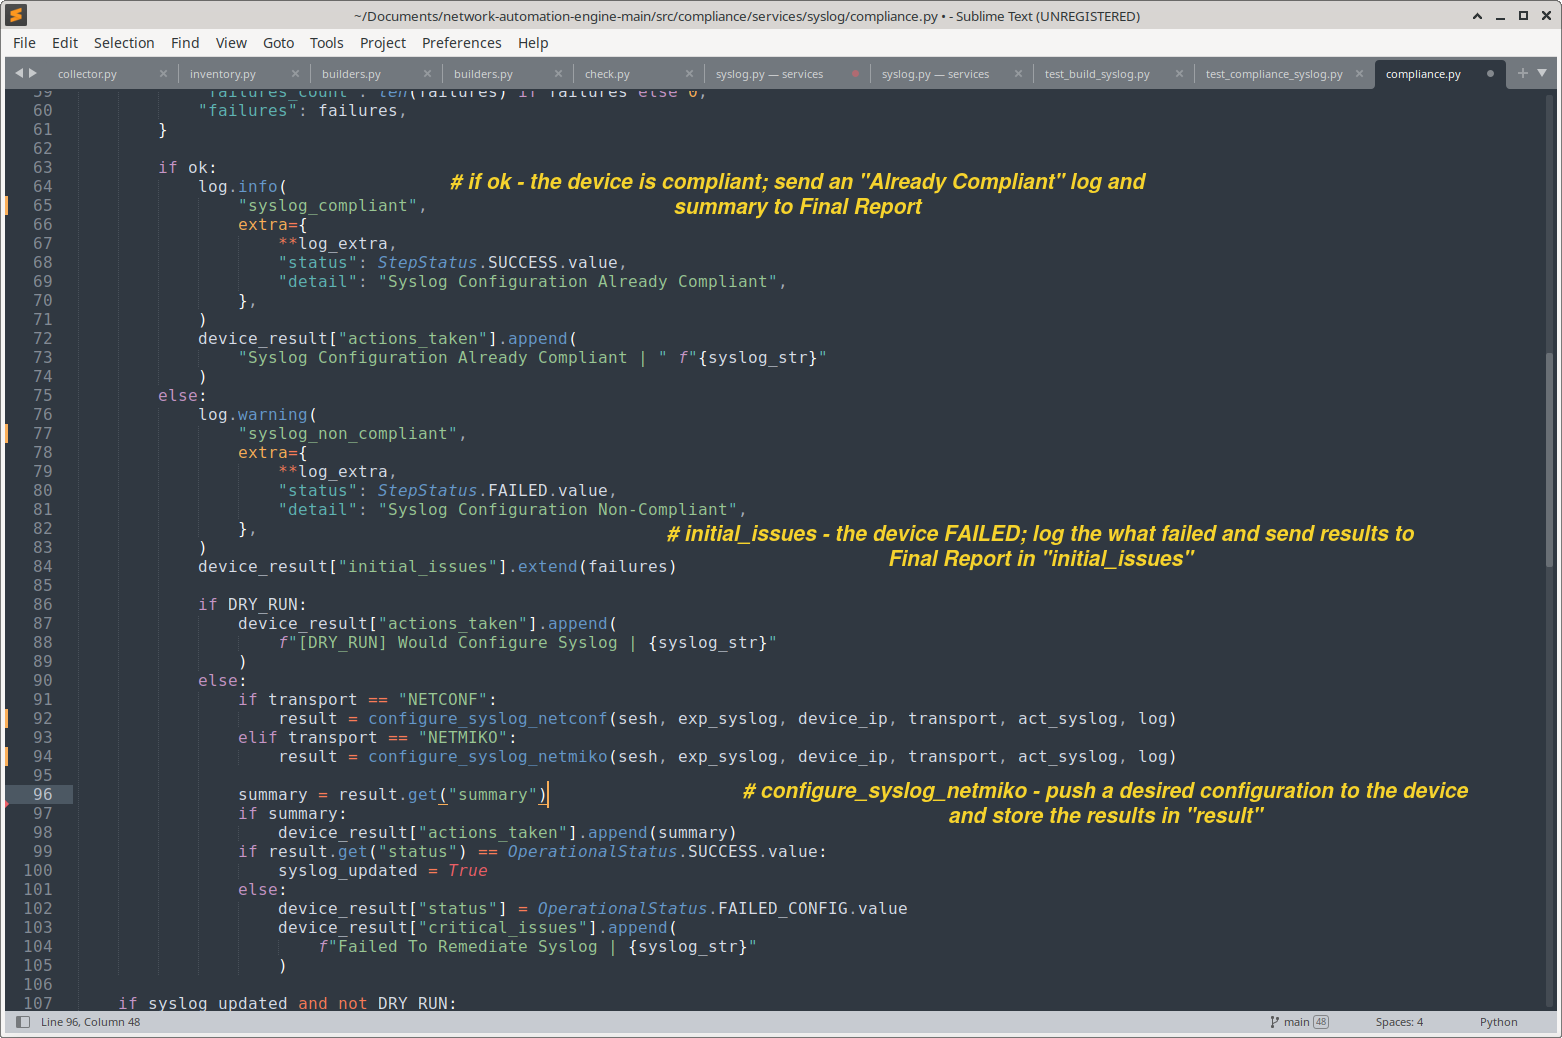 ~/Documents/network-automation-engine-main/src/compliance/services/syslog/compliance.py • - Sublime Text (UNREGISTERED)
File Edit Selection Find View Goto Tools Project Preferences Help
collector.py inventory.py builders.py builders.py check.py syslog.py — services syslog.py — services test_build_syslog.py test_compliance_syslog.py compliance.py
59 "failures_count": len(failures) if failures else 0,
60 "failures": failures,
61 }
62
63 if ok:
64 log.info(
# if ok - the device is compliant; send an "Already Compliant" log and
65 "syslog_compliant",
summary to Final Report
66 extra={
67 **log_extra,
68 "status": StepStatus.SUCCESS.value,
69 "detail": "Syslog Configuration Already Compliant",
70 },
71 )
72 device_result["actions_taken"].append(
73 "Syslog Configuration Already Compliant | " f"{syslog_str}"
74 )
75 else:
76 log.warning(
77 "syslog_non_compliant",
78 extra={
79 **log_extra,
80 "status": StepStatus.FAILED.value,
81 "detail": "Syslog Configuration Non-Compliant",
82 },
# initial_issues - the device FAILED; log the what failed and send results to
83 )
Final Report in "initial_issues"
84 device_result["initial_issues"].extend(failures)
85
86 if DRY_RUN:
87 device_result["actions_taken"].append(
88 f"[DRY_RUN] Would Configure Syslog | {syslog_str}"
89 )
90 else:
91 if transport == "NETCONF":
92 result = configure_syslog_netconf(sesh, exp_syslog, device_ip, transport, act_syslog, log)
93 elif transport == "NETMIKO":
94 result = configure_syslog_netmiko(sesh, exp_syslog, device_ip, transport, act_syslog, log)
95
96 summary = result.get("summary")
# configure_syslog_netmiko - push a desired configuration to the device
97 if summary:
and store the results in "result"
98 device_result["actions_taken"].append(summary)
99 if result.get("status") == OperationalStatus.SUCCESS.value:
100 syslog_updated = True
101 else:
102 device_result["status"] = OperationalStatus.FAILED_CONFIG.value
103 device_result["critical_issues"].append(
104 f"Failed To Remediate Syslog | {syslog_str}"
105 )
106
107 if syslog_updated and not DRY_RUN:
Line 96, Column 48 main 48 Spaces: 4 Python